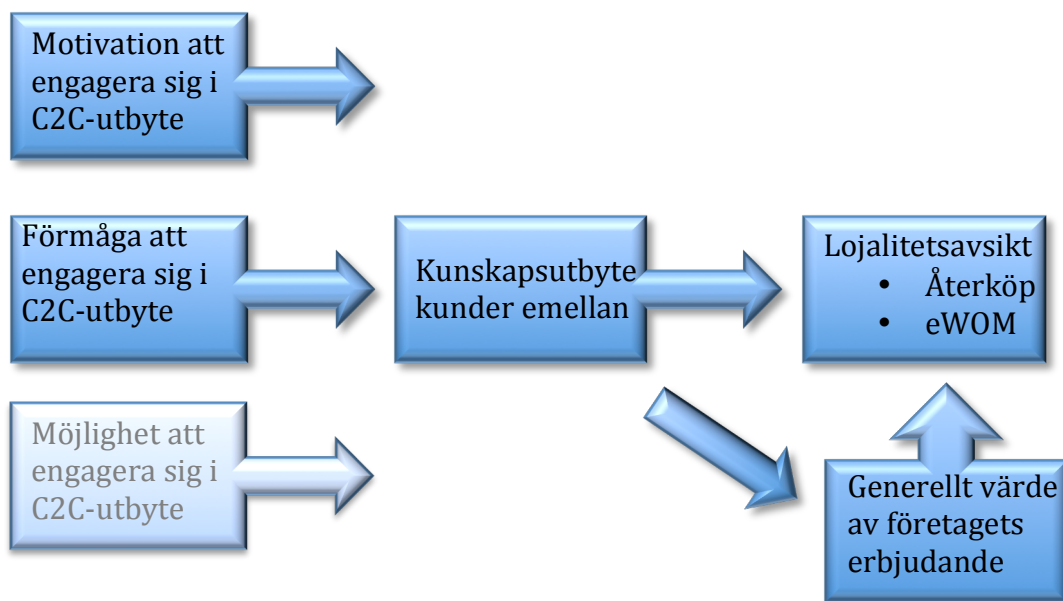 Motivation att
engagera sig i
C2C-utbyte
Förmåga att
engagera sig i
C2C-utbyte
Kunskapsutbyte
kunder emellan
Lojalitetsavsikt
• Återköp
• eWOM
Möjlighet att
engagera sig i
C2C-utbyte
Generellt värde
av företagets
erbjudande